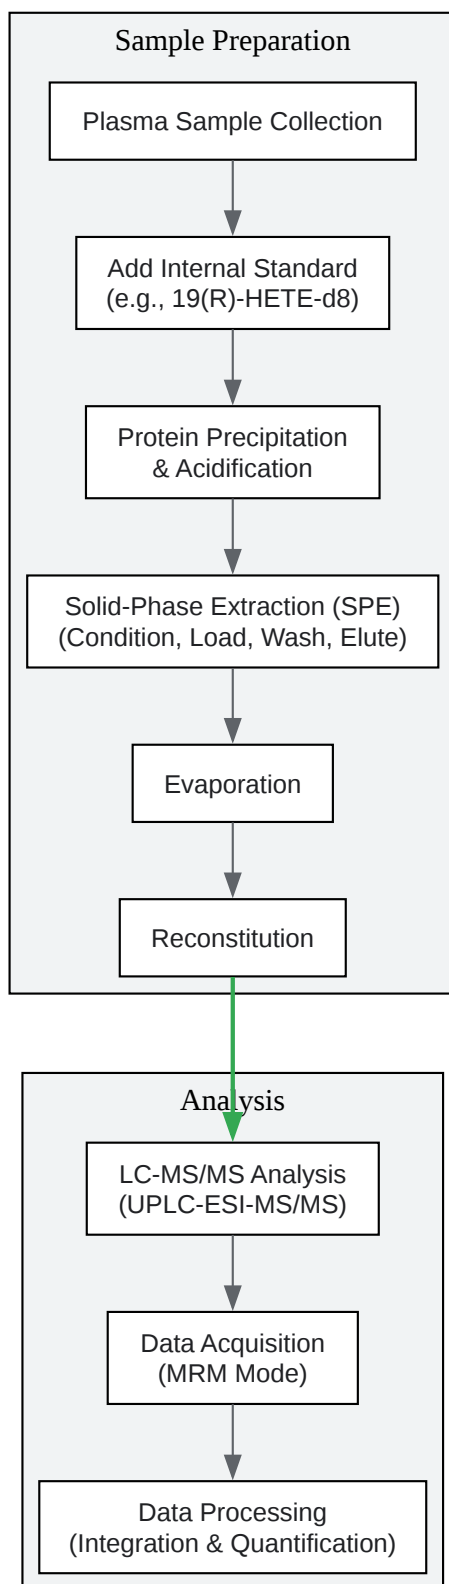 Sample Preparation
Plasma Sample Collection
Add Internal Standard
(e.g., 19(R)-HETE-d8)
Protein Precipitation
& Acidification
Solid-Phase Extraction (SPE)
(Condition, Load, Wash, Elute)
Evaporation
Reconstitution
Analysis
LC-MS/MS Analysis
(UPLC-ESI-MS/MS)
Data Acquisition
(MRM Mode)
Data Processing
(Integration & Quantification)